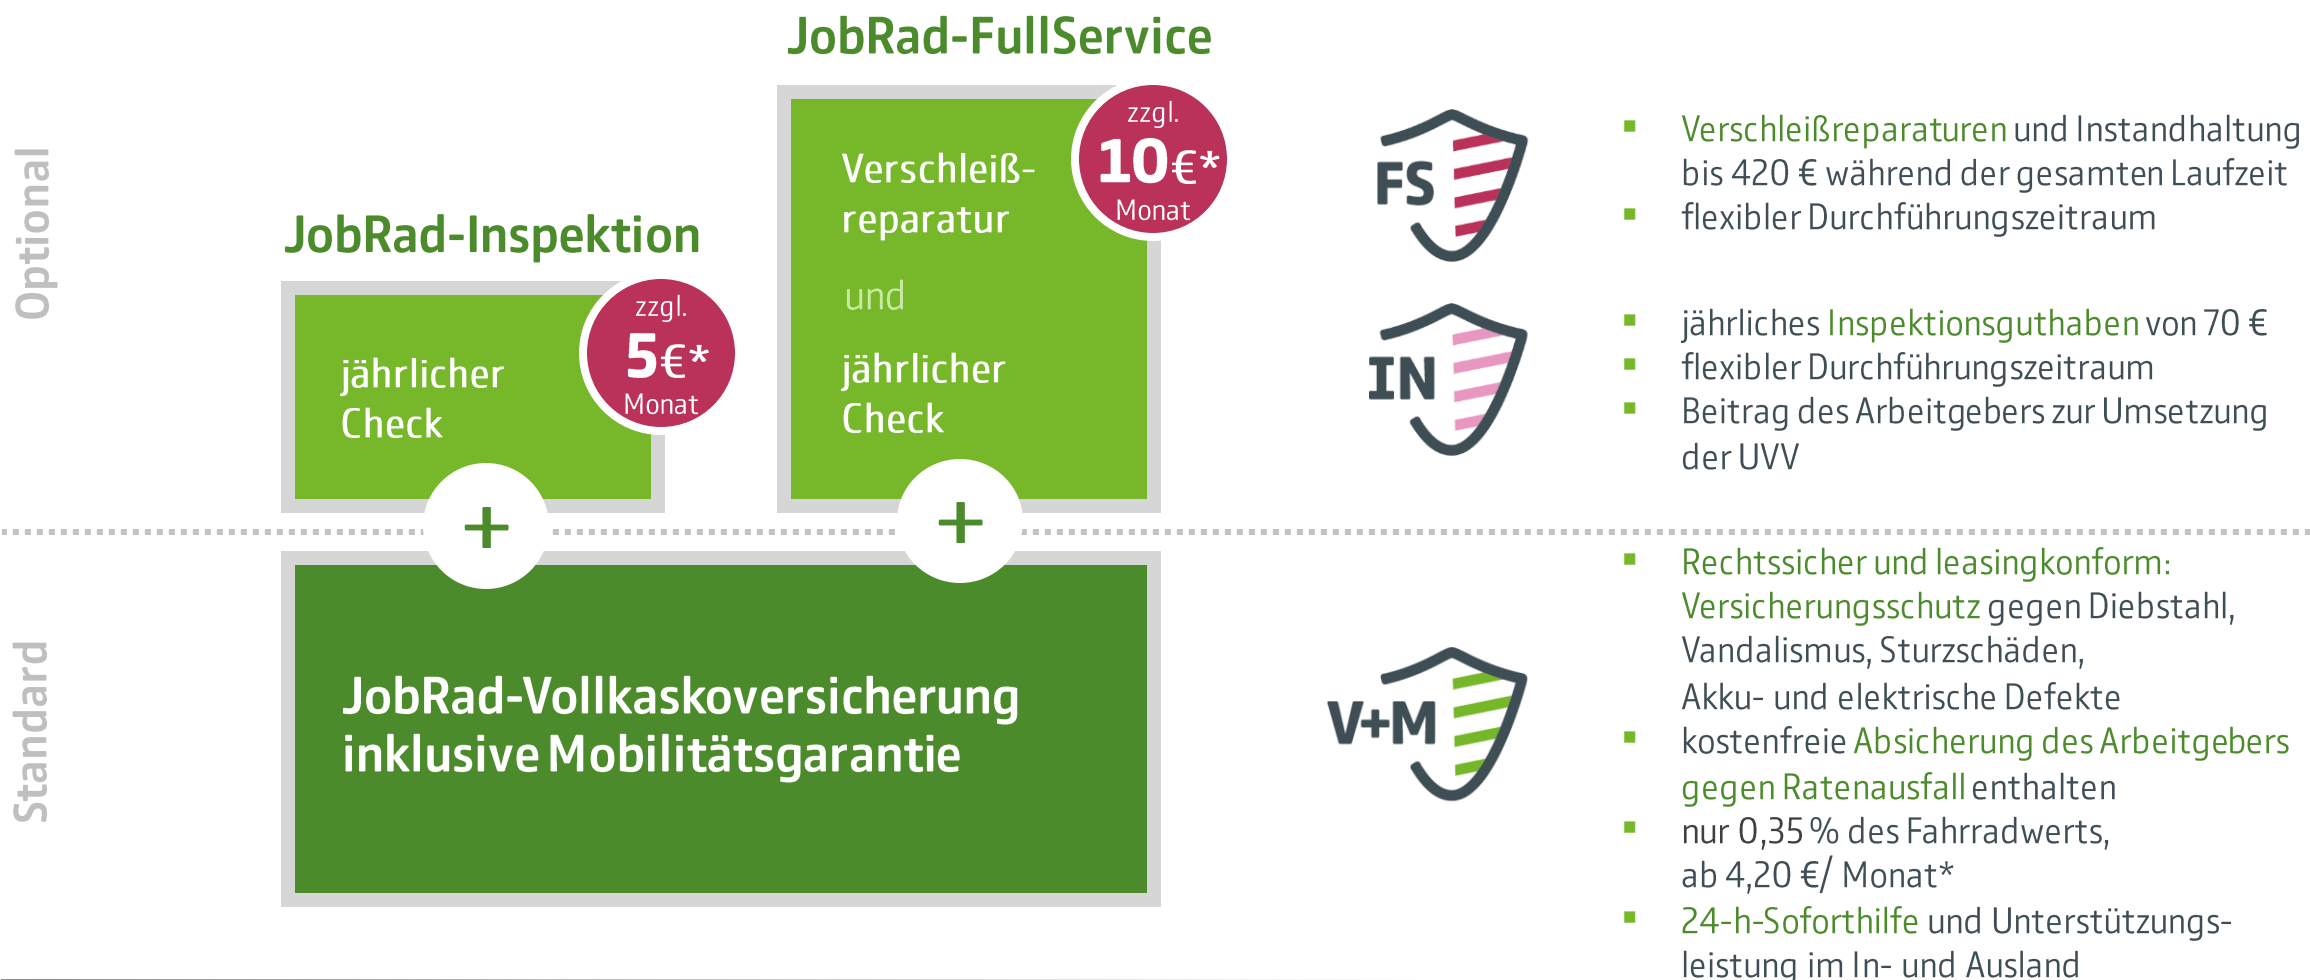 JobRad-FullService
Optional
zzgl.
10€*
Monat
Verschleiß-
reparatur
und
jährlicher
Check
JobRad-Inspektion
zzgl.
5€*
Monat
jährlicher
Check
+
+
FS
Verschleißreparaturen und Instandhaltung
bis 420 € während der gesamten Laufzeit
flexibler Durchführungszeitraum
IN
jährliches Inspektionsguthaben von 70 €
flexibler Durchführungszeitraum
Beitrag des Arbeitgebers zur Umsetzung
der UVV
Standard
JobRad-Vollkaskoversicherung
inklusive Mobilitätsgarantie
V+M
Rechtssicher und leasingkonform:
Versicherungsschutz gegen Diebstahl,
Vandalismus, Sturzschäden,
Akku- und elektrische Defekte
kostenfreie Absicherung des Arbeitgebers
gegen Ratenausfall enthalten
nur 0,35 % des Fahrradwerts,
ab 4,20 €/ Monat*
24-h-Soforthilfe und Unterstützungs-
leistung im In- und Ausland